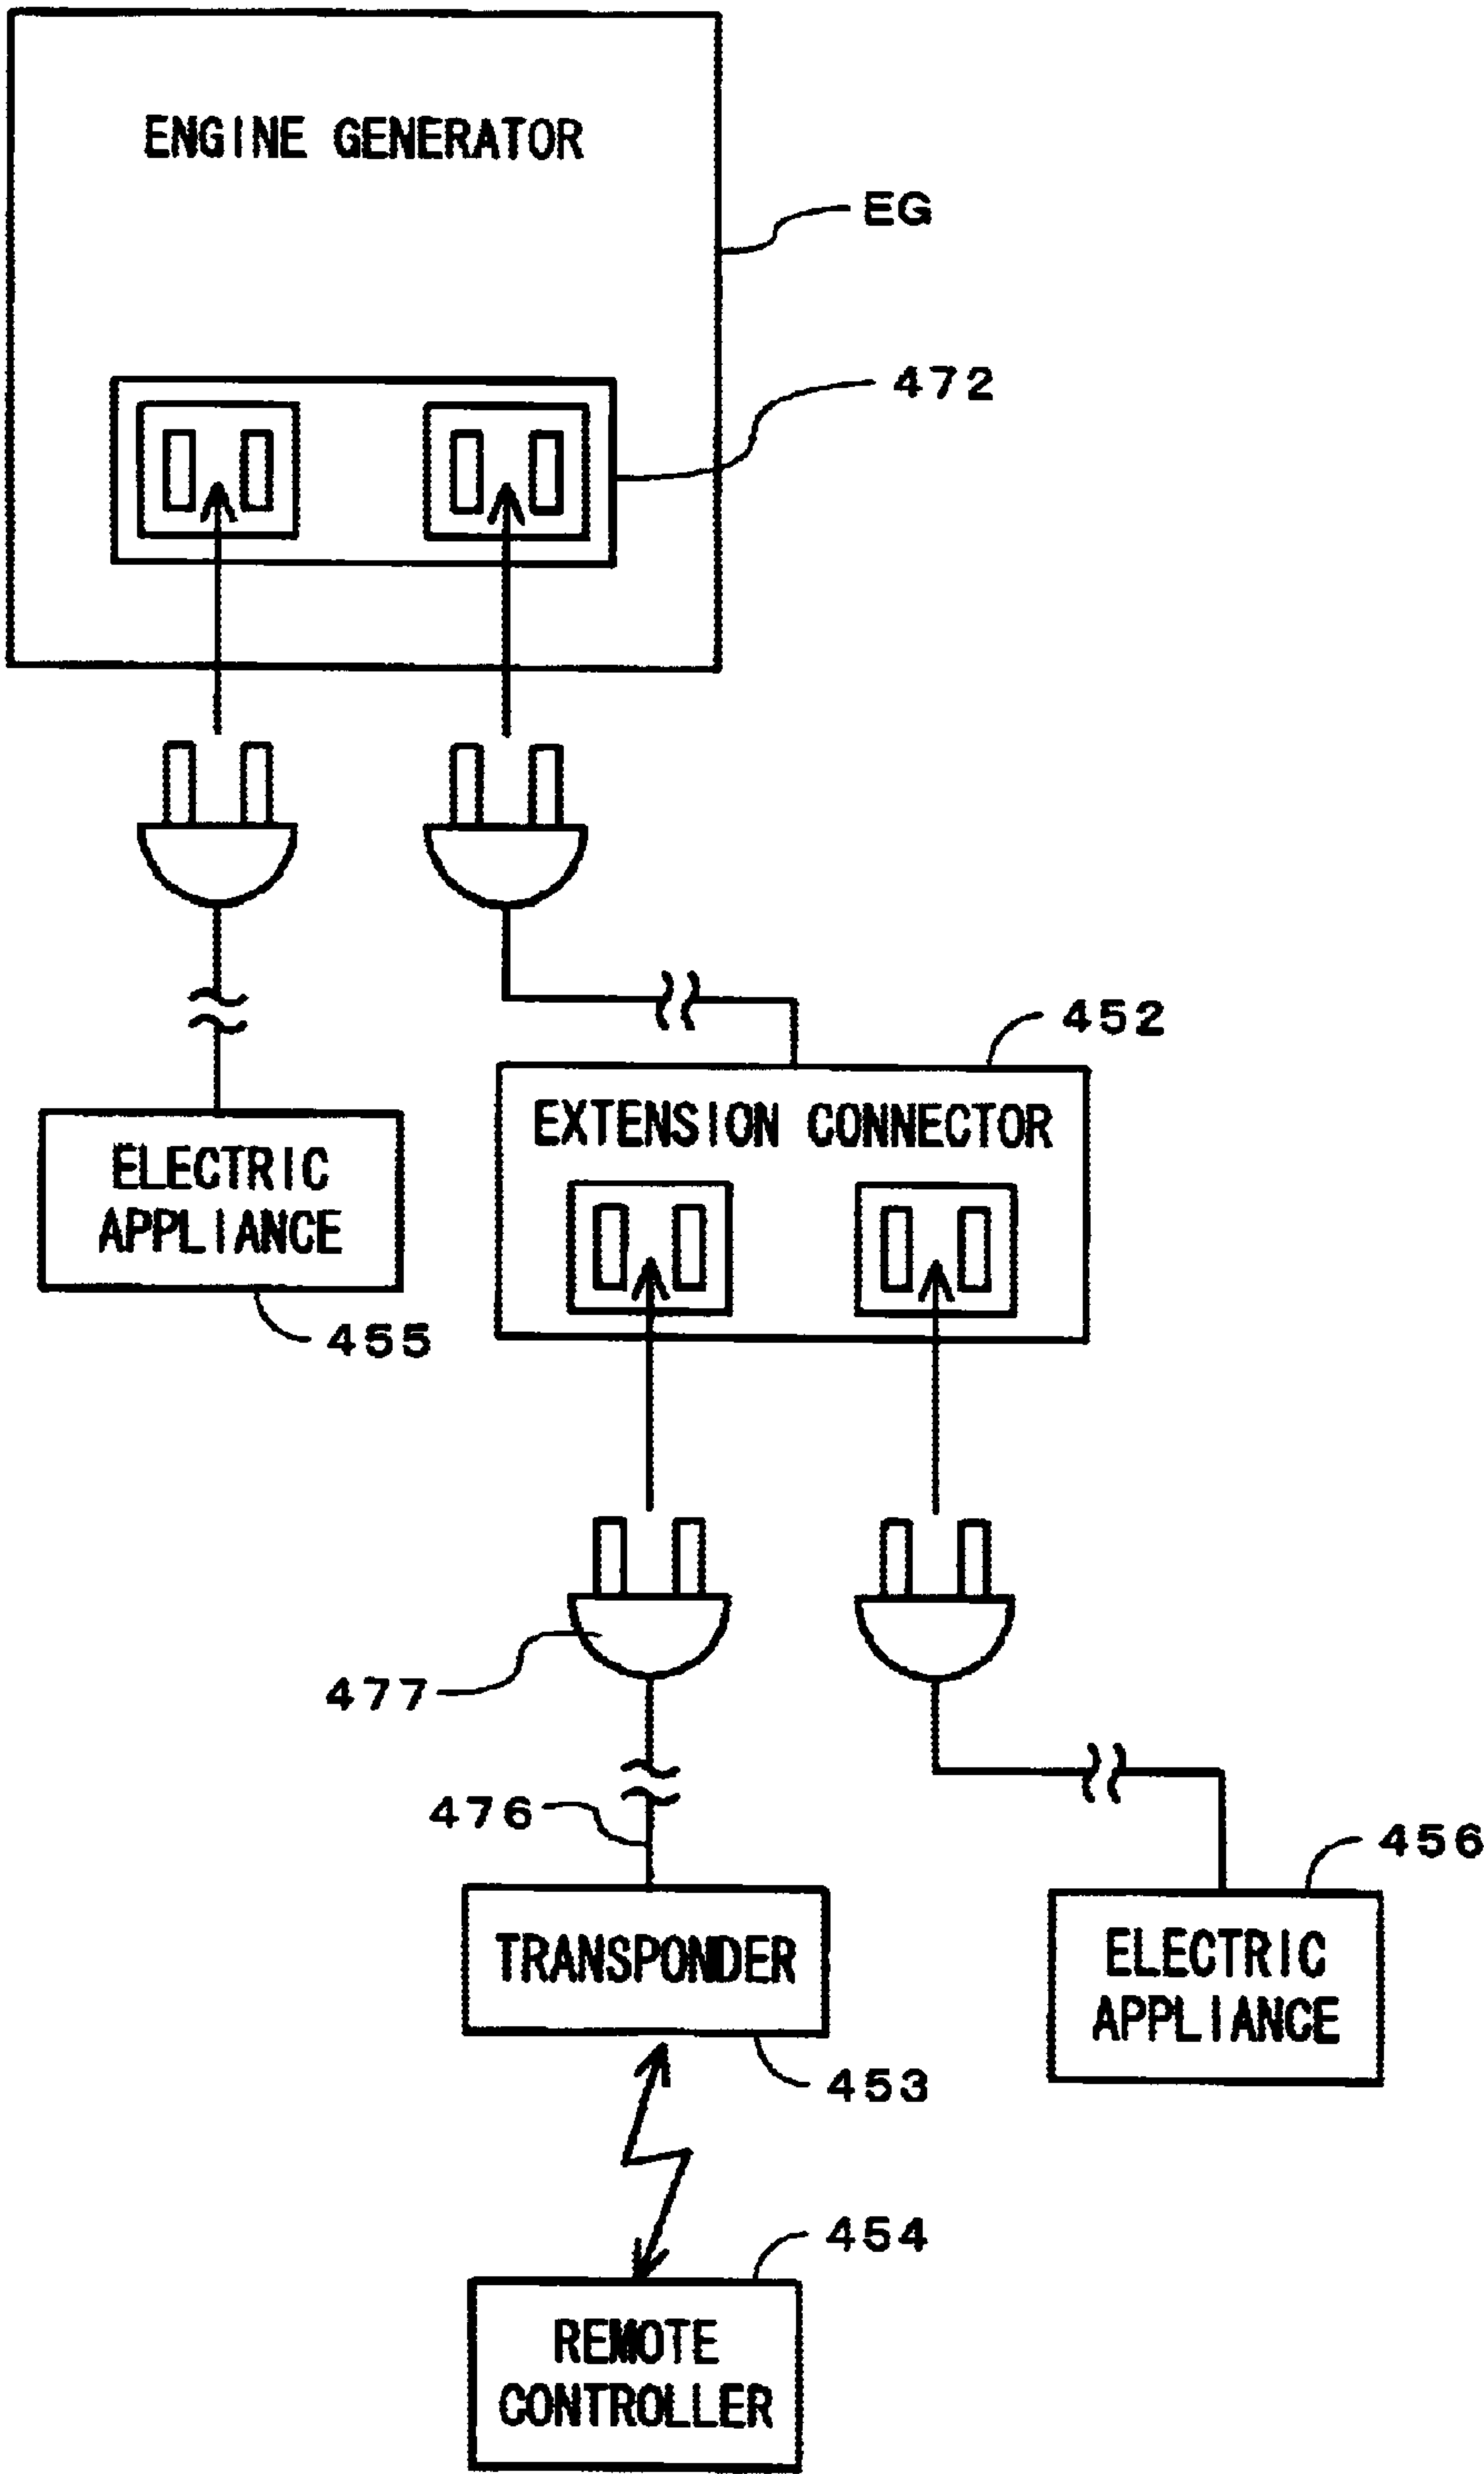 ENGINE GENERATOR
EG
472
452
EXTENSION CONNECTOR
ELECTRIC
APPLIANCE
455
477
476
456
TRANSPONDER
ELECTRIC
APPLIANCE
453
454
REMOTE
CONTROLLER